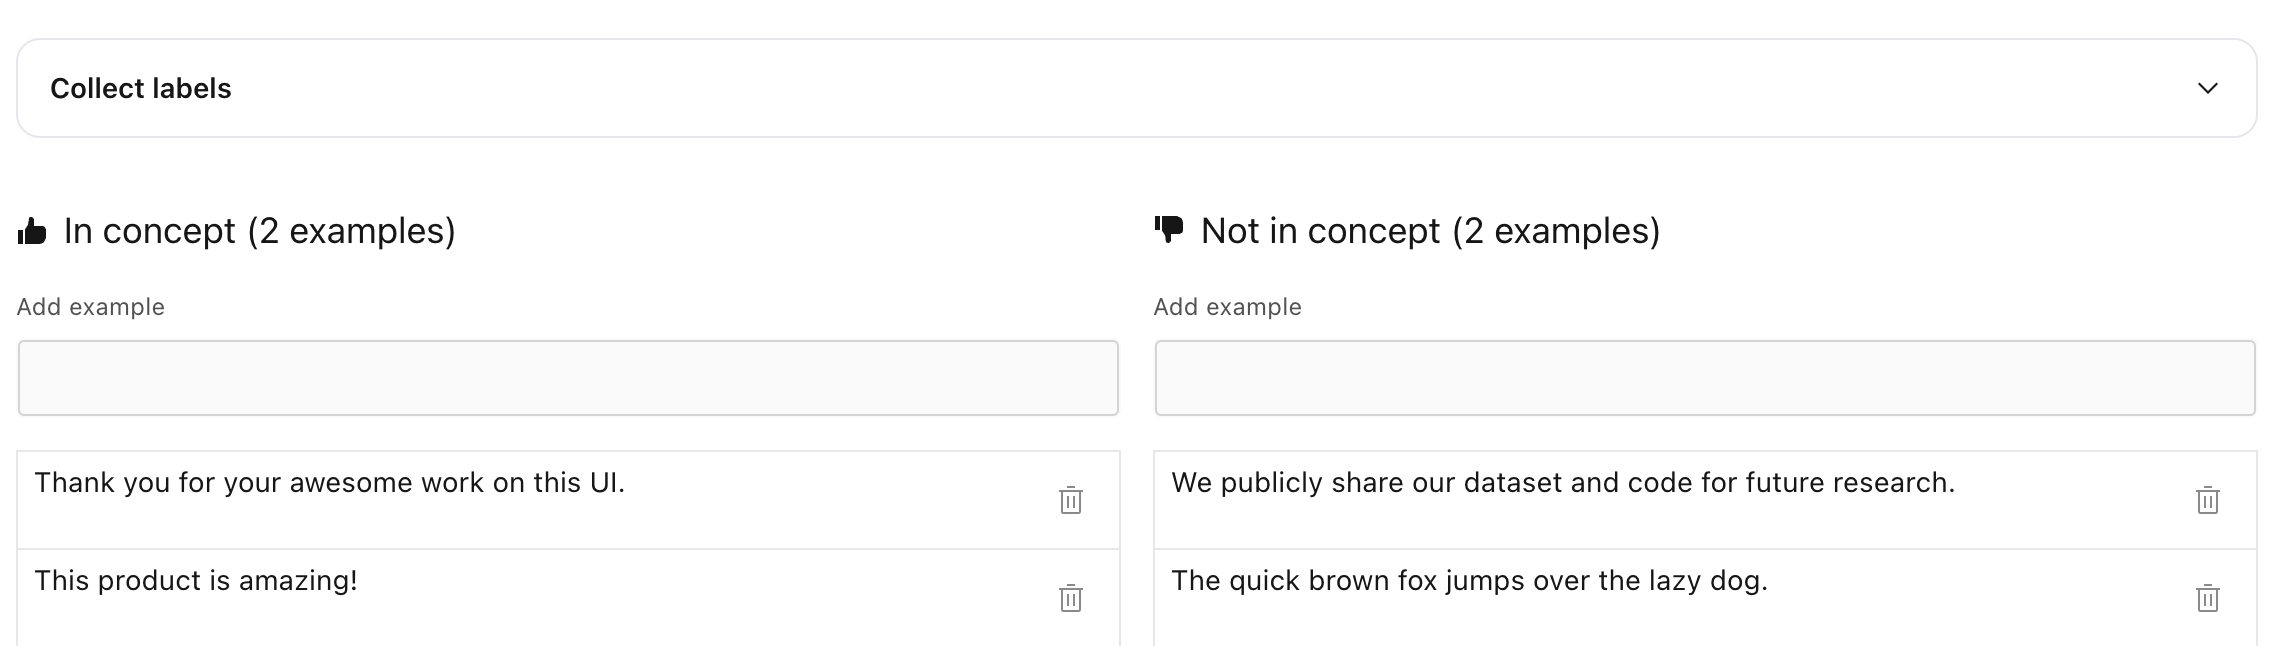 Collect labels
In concept (2 examples)
Add example
Thank you for your awesome work on this UI.
This product is amazing!
Not in concept (2 examples)
Add example
We publicly share our dataset and code for future research.
The quick brown fox jumps over the lazy dog.